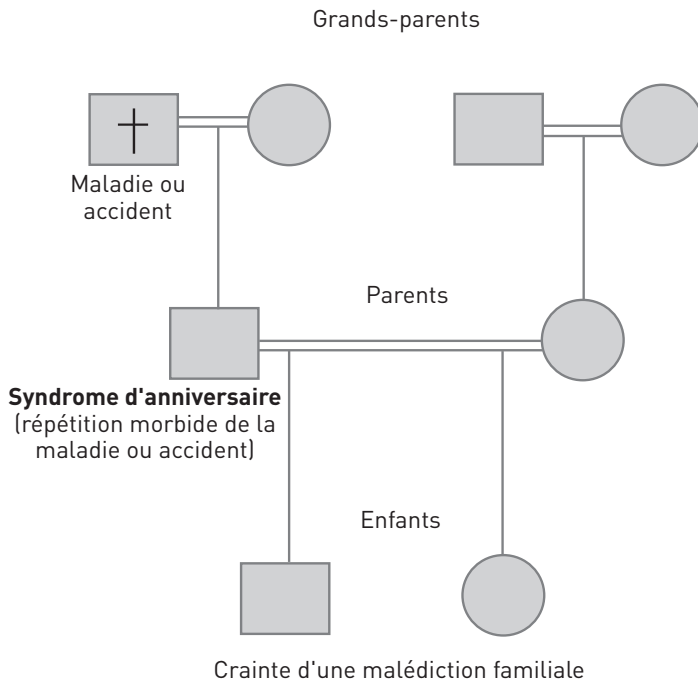 Grands-parents
Maladie ou
accident
Parents
Syndrome d'anniversaire
(répétition morbide de la
maladie ou accident)
Enfants
Crainte d'une malédiction familiale